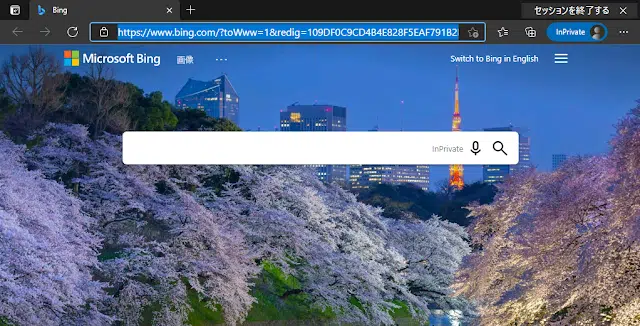 Bing
セッションを終了する
https://www.bing.com/?toWww=1&redig=109DF0C9CD4B4E828F5EAF791B2
InPrivate
Microsoft Bing
画像
Switch to Bing in English
InPrivate